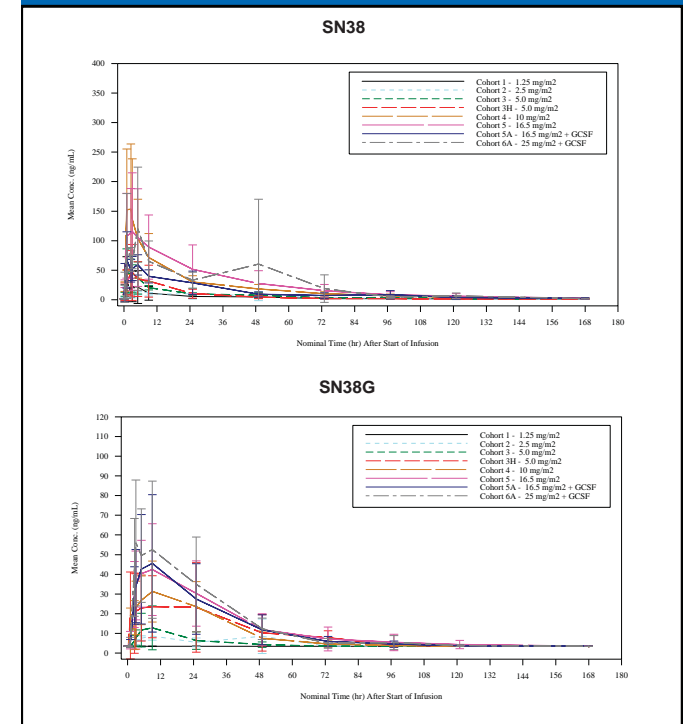 SN38
400
350
300
250
200
150
100
50
0
Mean Conc. (ng/mL)
Cohort 1 - 1.25 mg/m2
Cohort 2 - 2.5 mg/m2
Cohort 3 - 5.0 mg/m2
Cohort 3H - 5.0 mg/m2
Cohort 4 - 10 mg/m2
Cohort 5 - 16.5 mg/m2
Cohort 5A - 16.5 mg/m2 + GCSF
Cohort 6A - 25 mg/m2 + GCSF
0 12 24 36 48 60 72 84 96 108 120 132 144 156 168 180
Nominal Time (hr) After Start of Infusion
SN38G
120
110
100
90
80
70
60
50
40
30
20
10
0
Mean Conc. (ng/mL)
Cohort 1 - 1.25 mg/m2
Cohort 2 - 2.5 mg/m2
Cohort 3 - 5.0 mg/m2
Cohort 3H - 5.0 mg/m2
Cohort 4 - 10 mg/m2
Cohort 5 - 16.5 mg/m2
Cohort 5A - 16.5 mg/m2 + GCSF
Cohort 6A - 25 mg/m2 + GCSF
0 12 24 36 48 60 72 84 96 108 120 132 144 156 168 180
Nominal Time (hr) After Start of Infusion